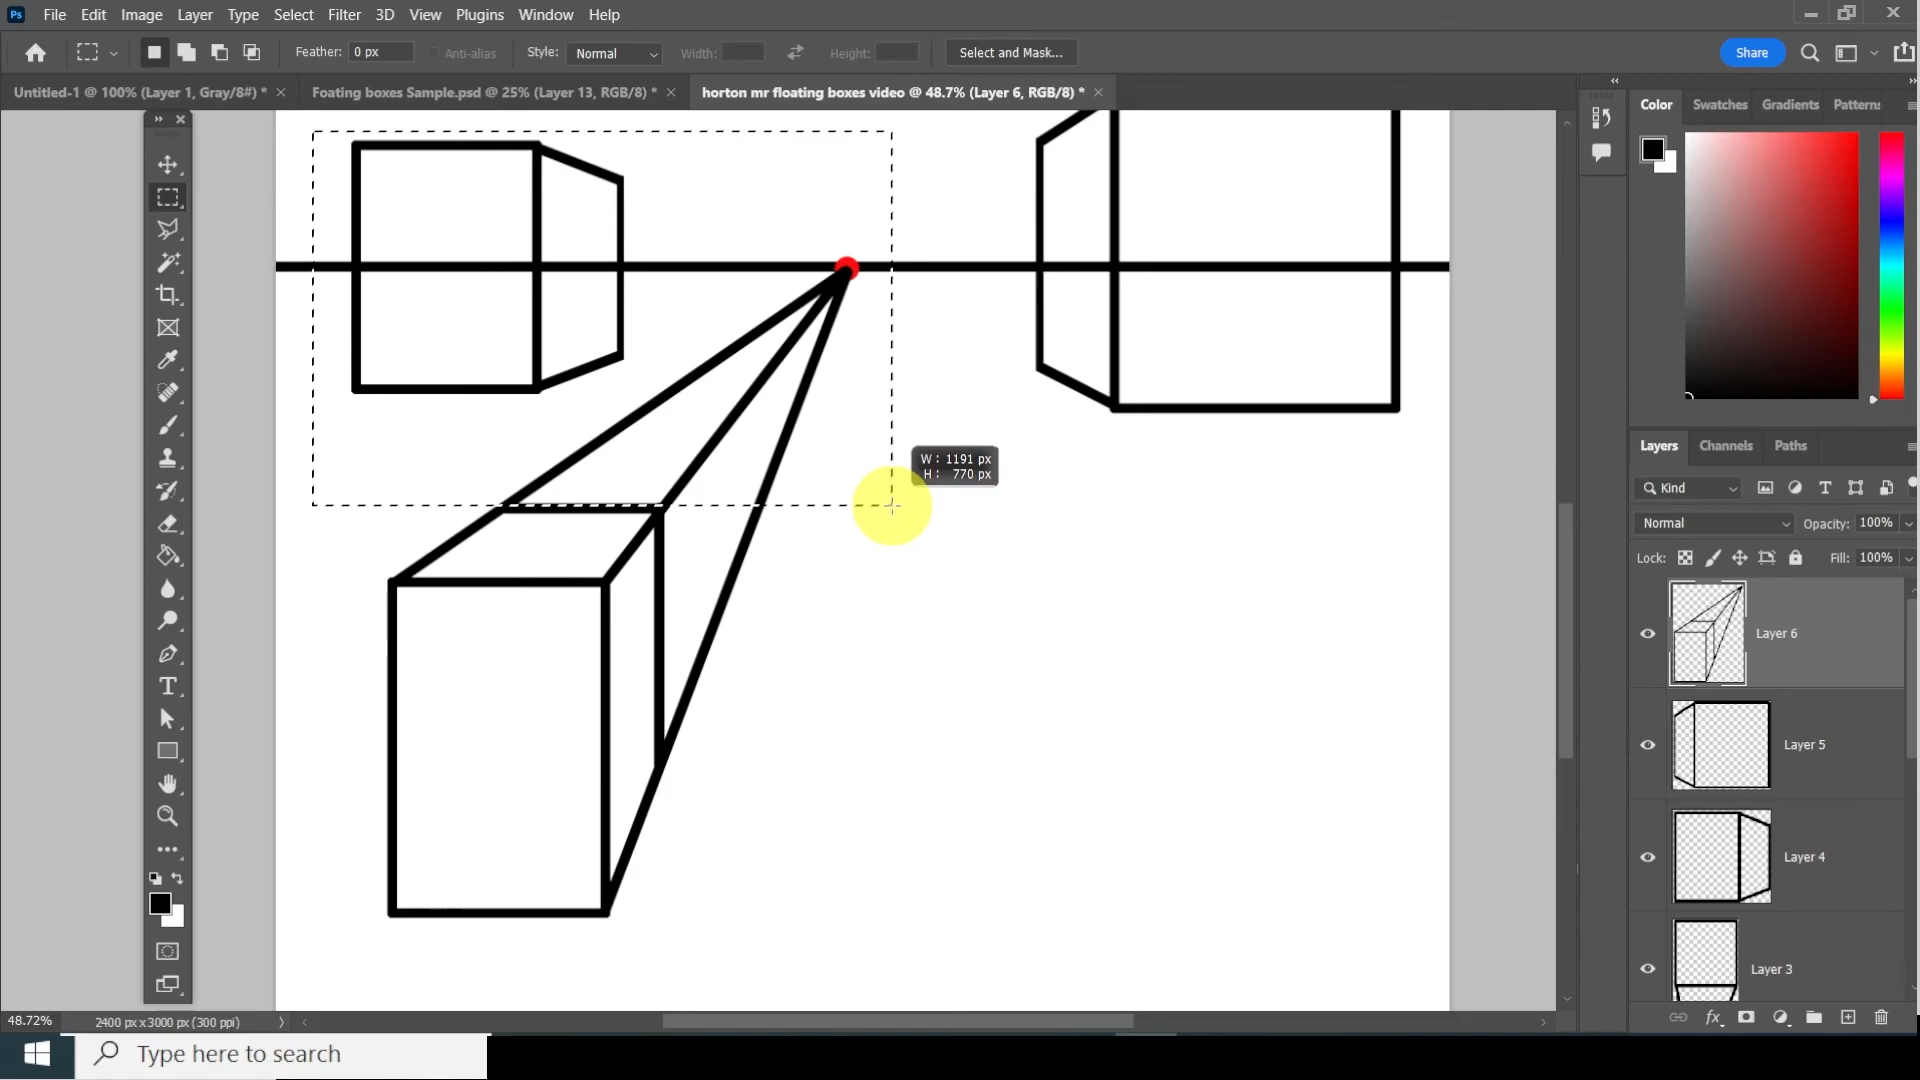 Ps File Edit Image Layer Type Select Filter 3D View Plugins Window Help
Feather: 0 px Anti-alias Style: Normal Width: Height: Select and Mask... Share
Untitled-1 @ 100% (Layer 1, Gray/8#) * Foating boxes Sample.psd @ 25% (Layer 13, RGB/8) * horton mr floating boxes video @ 48.7% (Layer 6, RGB/8) *
Color Swatches Gradients Patterns
W: 1191 px
H: 770 px
Layers Channels Paths
Kind
Normal Opacity: 100%
Lock: Fill: 100%
Layer 6
Layer 5
Layer 4
Layer 3
fx
48.72% 2400 px x 3000 px (300 ppi)
Type here to search